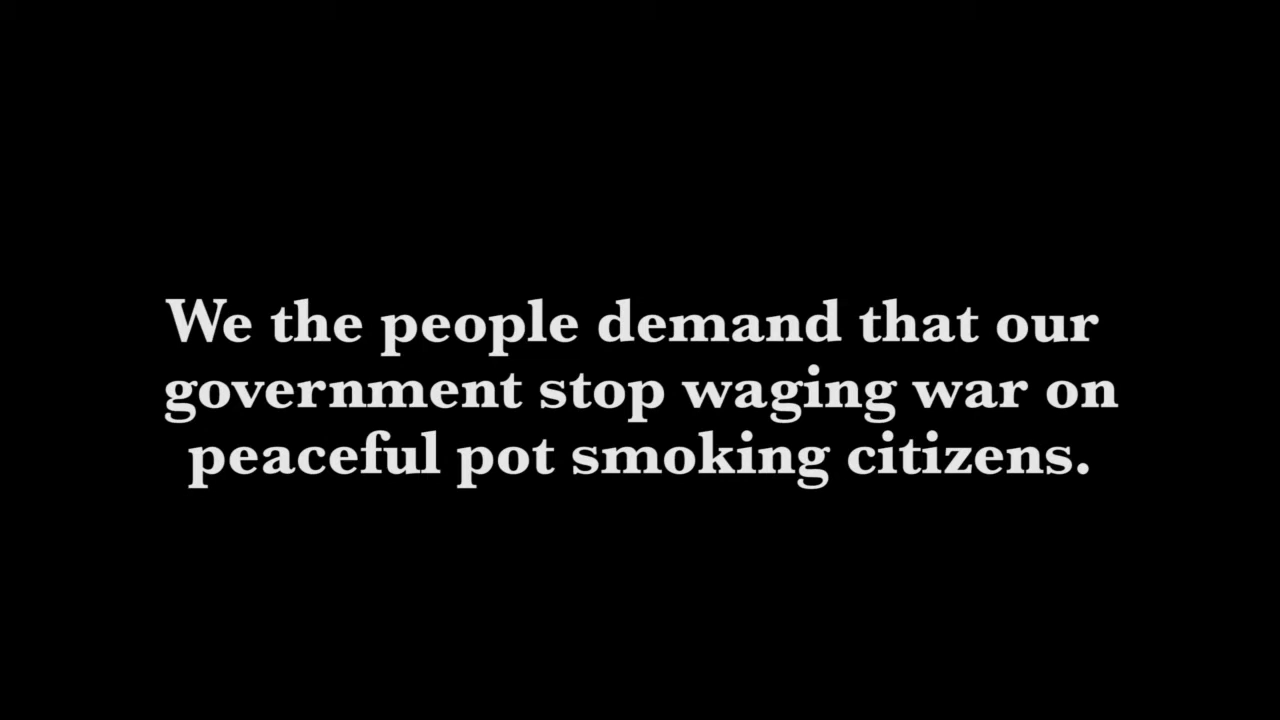 We the people demand that our
government stop waging war on
peaceful pot smoking citizens.